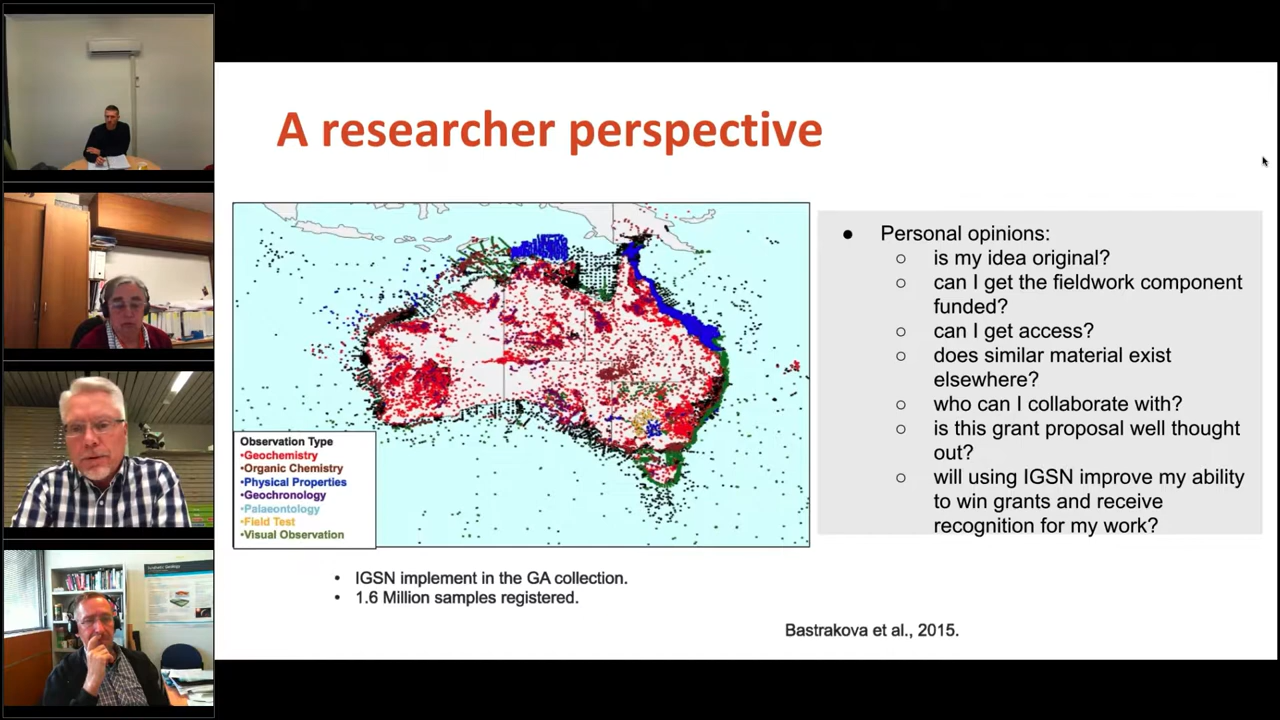 A researcher perspective
Observation Type
•Geochemistry
•Organic Chemistry
•Physical Properties
•Geochronology
•Palaeontology
•Field Test
•Visual Observation
• IGSN implement in the GA collection.
• 1.6 Million samples registered.
● Personal opinions:
○ is my idea original?
○ can I get the fieldwork component
funded?
○ can I get access?
○ does similar material exist
elsewhere?
○ who can I collaborate with?
○ is this grant proposal well thought
out?
○ will using IGSN improve my ability
to win grants and receive
recognition for my work?
Bastrakova et al., 2015.